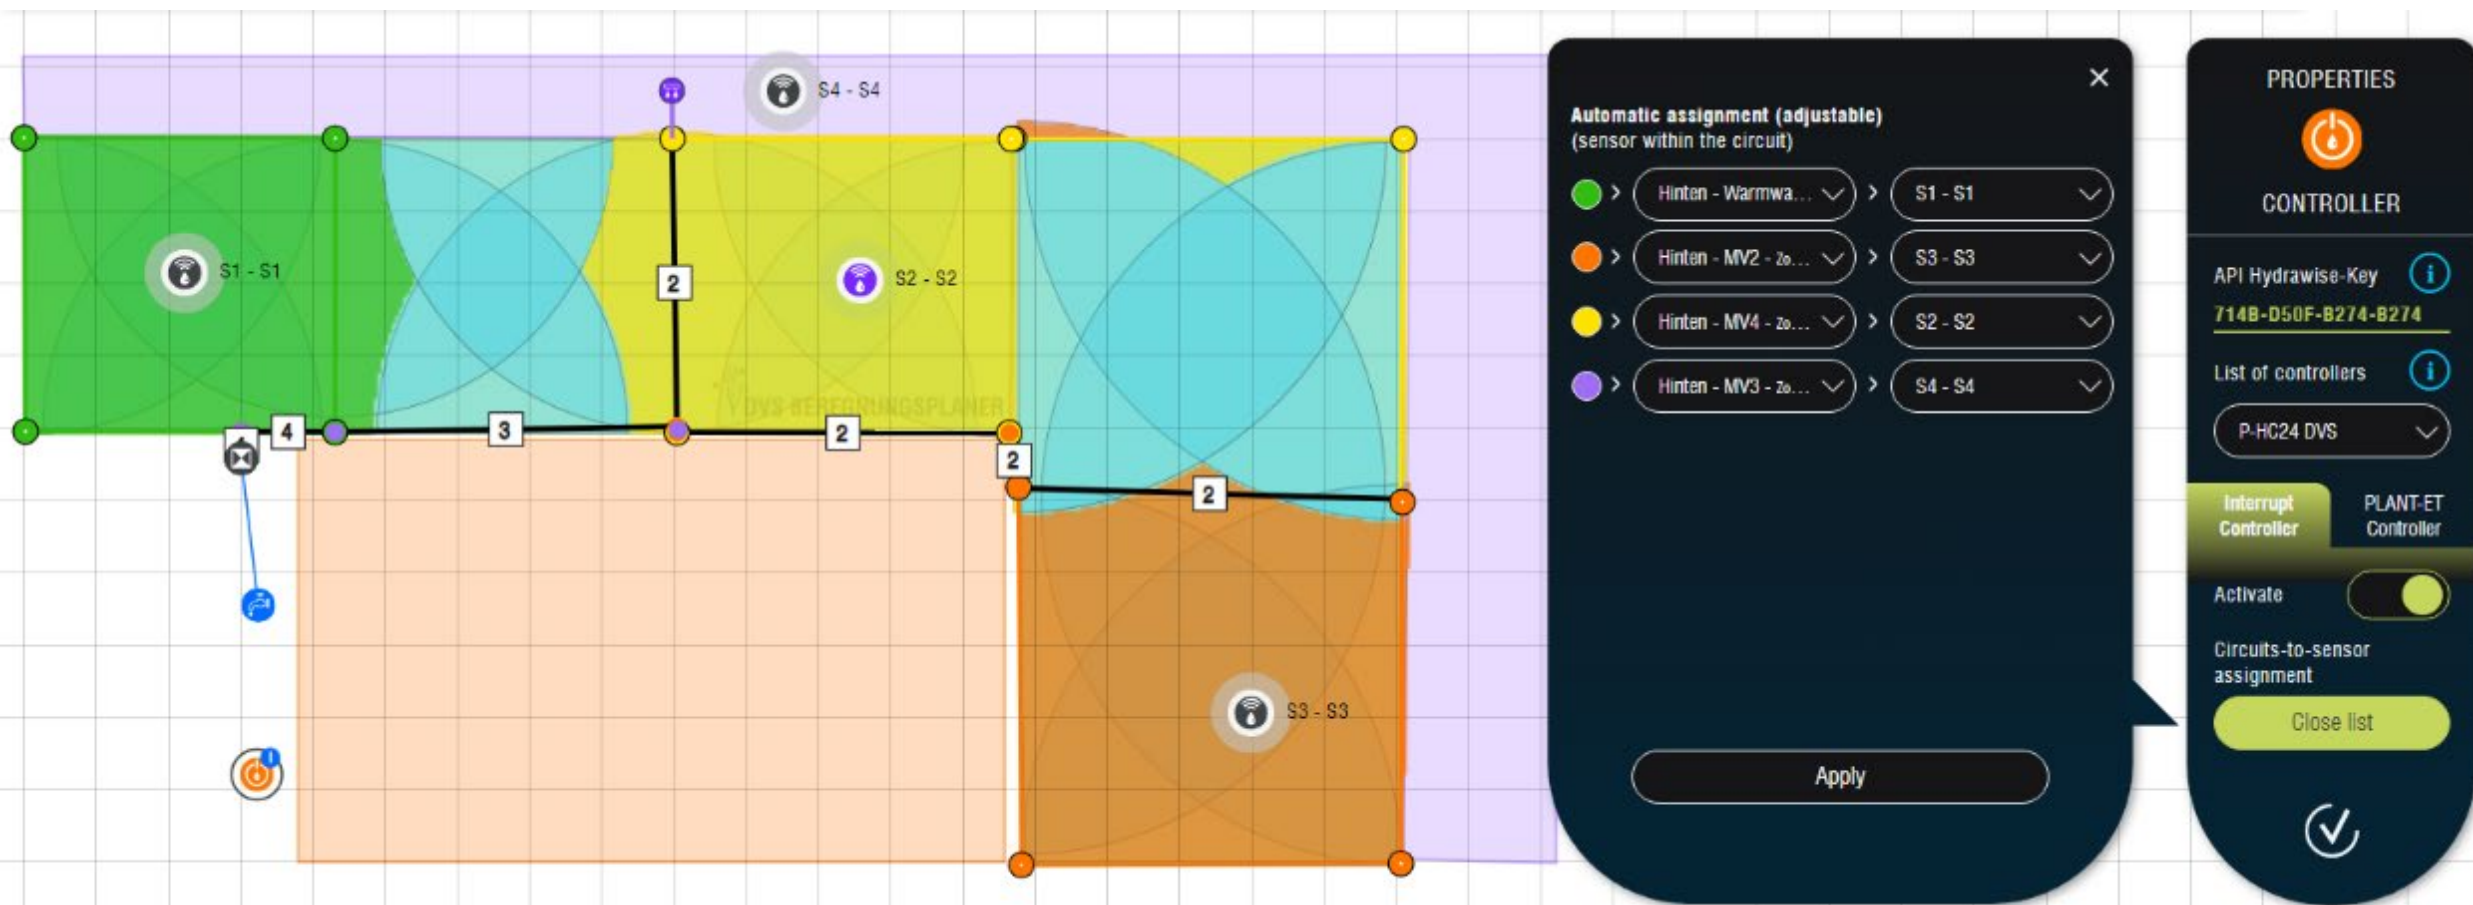 S4 - S4
S1 - S1
S2 - S2
2
DVS BEREGNUNGSPLANER
4
3
2
2
2
S3 - S3
Automatic assignment (adjustable)
(sensor within the circuit)
Hinten - Warmwa... > S1 - S1
Hinten - MV2 - zo... > S3 - S3
Hinten - MV4 - zo... > S2 - S2
Hinten - MV3 - zo... > S4 - S4
Apply
PROPERTIES
CONTROLLER
API Hydrawise-Key
714B-D50F-B274-B274
List of controllers
P-HC24 DVS
Interrupt
Controller
PLANT-ET
Controller
Activate
Circuits-to-sensor
assignment
Close list